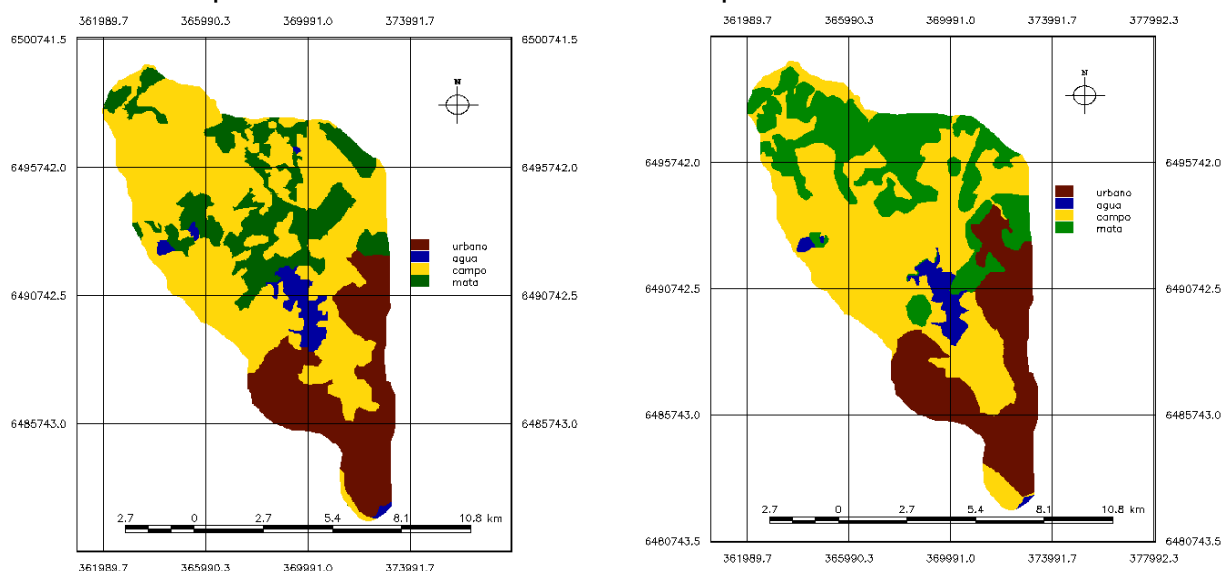 361989.7 365990.3 369991.0 373991.7
6500741.5 6500741.5
N
6495742.0 6495742.0
urbano
agua
campo
mata
6490742.5 6490742.5
6485743.0 6485743.0
2.7 0 2.7 5.4 8.1 10.8 km
361989.7 365990.3 369991.0 373991.7
361989.7 365990.3 369991.0 373991.7 377992.3
N
6495742.0 6495742.0
urbano
agua
campo
mata
6490742.5 6490742.5
6485743.0 6485743.0
2.7 0 2.7 5.4 8.1 10.8 km
6480743.5 6480743.5
361989.7 365990.3 369991.0 373991.7 377992.3